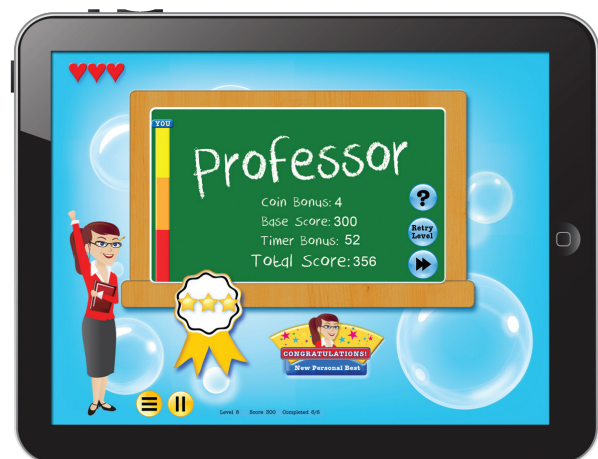 YOU
Professor
Coin Bonus: 4
Base Score: 300
Timer Bonus: 52
Total Score: 356
?
Retry
Level
CONGRATULATIONS!
New Personal Best
Level 8 Score 300 Completed 6/6